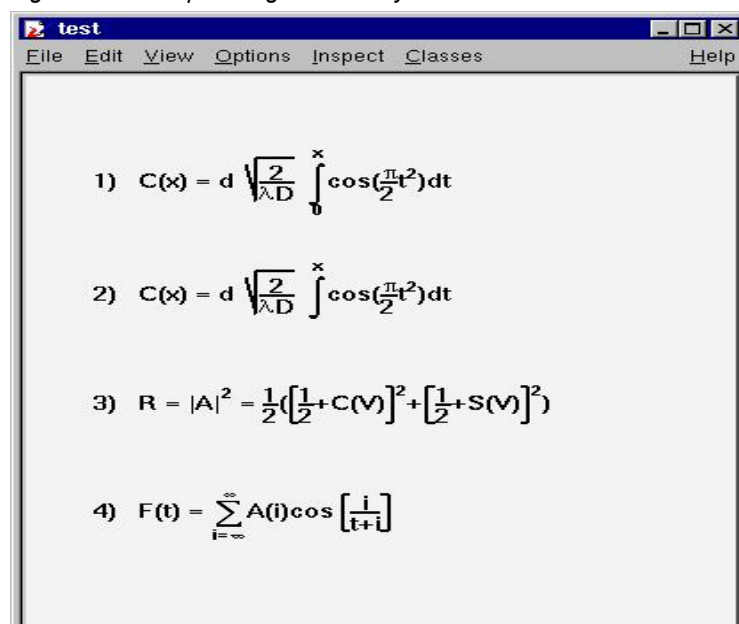 test
File Edit View Options Inspect Classes Help
1) C(x) = d √(2/λD) ∫₀ˣ cos(π/2 t²)dt
2) C(x) = d √(2/λD) ∫ˣ cos(π/2 t²)dt
3) R = |A|² = 1/2([1/2+C(V)]²+[1/2+S(V)]²)
4) F(t) = ∑_{i=∞}^{∞} A(i)cos [i/(t+i)]